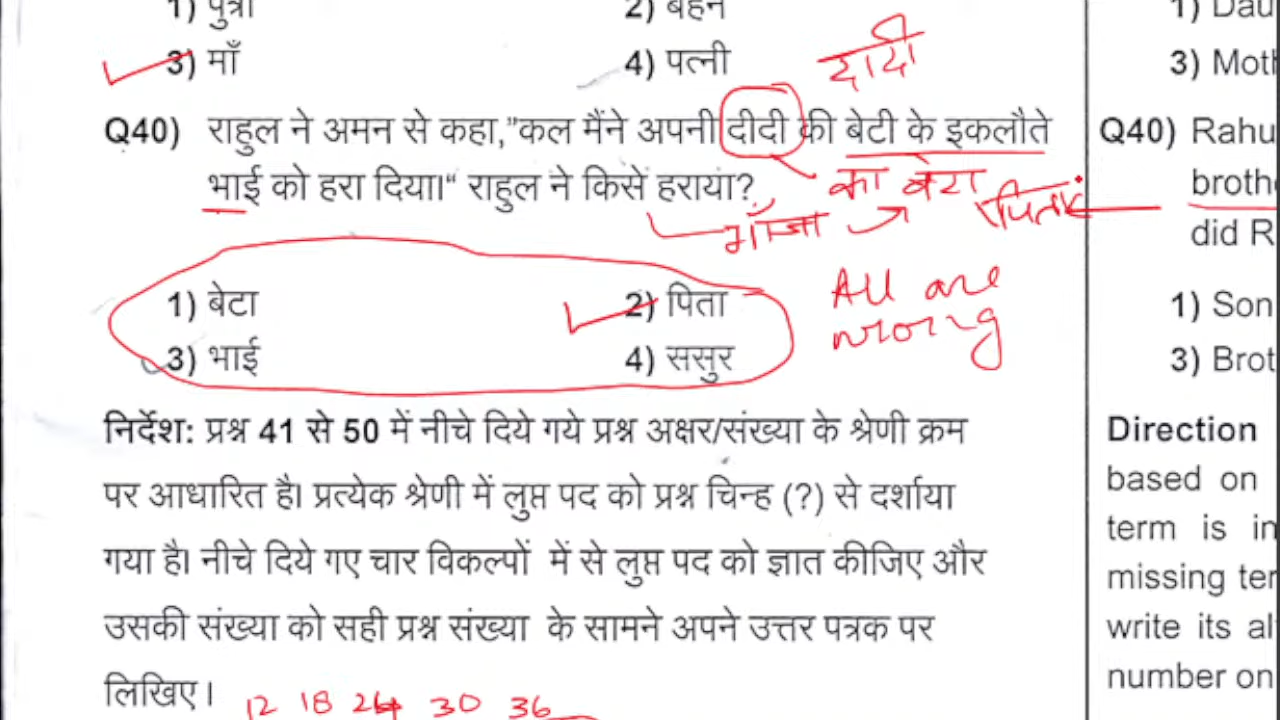 1) पुत्री 2) बहन
3) माँ 4) पत्नी
दादी
Q40) राहुल ने अमन से कहा,"कल मैंने अपनी दीदी की बेटी के इकलौते
भाई को हरा दिया।" राहुल ने किसे हराया?
का बेटा
पिता
भाँजा
1) बेटा 2) पिता
3) भाई 4) ससुर
All are
wrong
निर्देश: प्रश्न 41 से 50 में नीचे दिये गये प्रश्न अक्षर/संख्या के श्रेणी क्रम
पर आधारित है। प्रत्येक श्रेणी में लुप्त पद को प्रश्न चिन्ह (?) से दर्शाया
गया है। नीचे दिये गए चार विकल्पों में से लुप्त पद को ज्ञात कीजिए और
उसकी संख्या को सही प्रश्न संख्या के सामने अपने उत्तर पत्रक पर
लिखिए।
12 18 24 30 36
1) Dau
3) Moth
Q40) Rahu
broth
did R
1) Son
3) Brot
Direction
based on
term is in
missing ter
write its al
number on